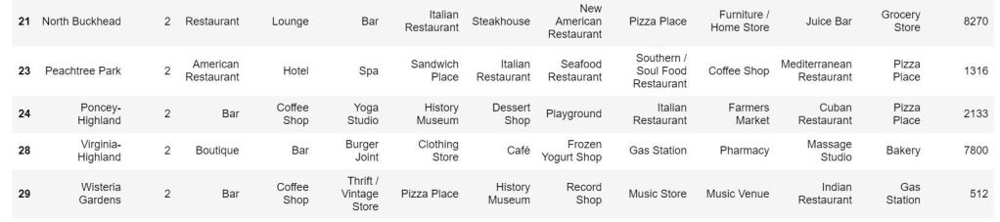 21 North Buckhead 2 Restaurant Lounge Bar Italian Restaurant Steakhouse New American Restaurant Pizza Place Furniture / Home Store Juice Bar Grocery Store 8270
23 Peachtree Park 2 American Restaurant Hotel Spa Sandwich Place Italian Restaurant Seafood Restaurant Southern / Soul Food Restaurant Coffee Shop Mediterranean Restaurant Pizza Place 1316
24 Poncey-Highland 2 Bar Coffee Shop Yoga Studio History Museum Dessert Shop Playground Italian Restaurant Farmers Market Cuban Restaurant Pizza Place 2133
28 Virginia-Highland 2 Boutique Bar Burger Joint Clothing Store Café Frozen Yogurt Shop Gas Station Pharmacy Massage Studio Bakery 7800
29 Wisteria Gardens 2 Bar Coffee Shop Thrift / Vintage Store Pizza Place History Museum Record Shop Music Store Music Venue Indian Restaurant Gas Station 512